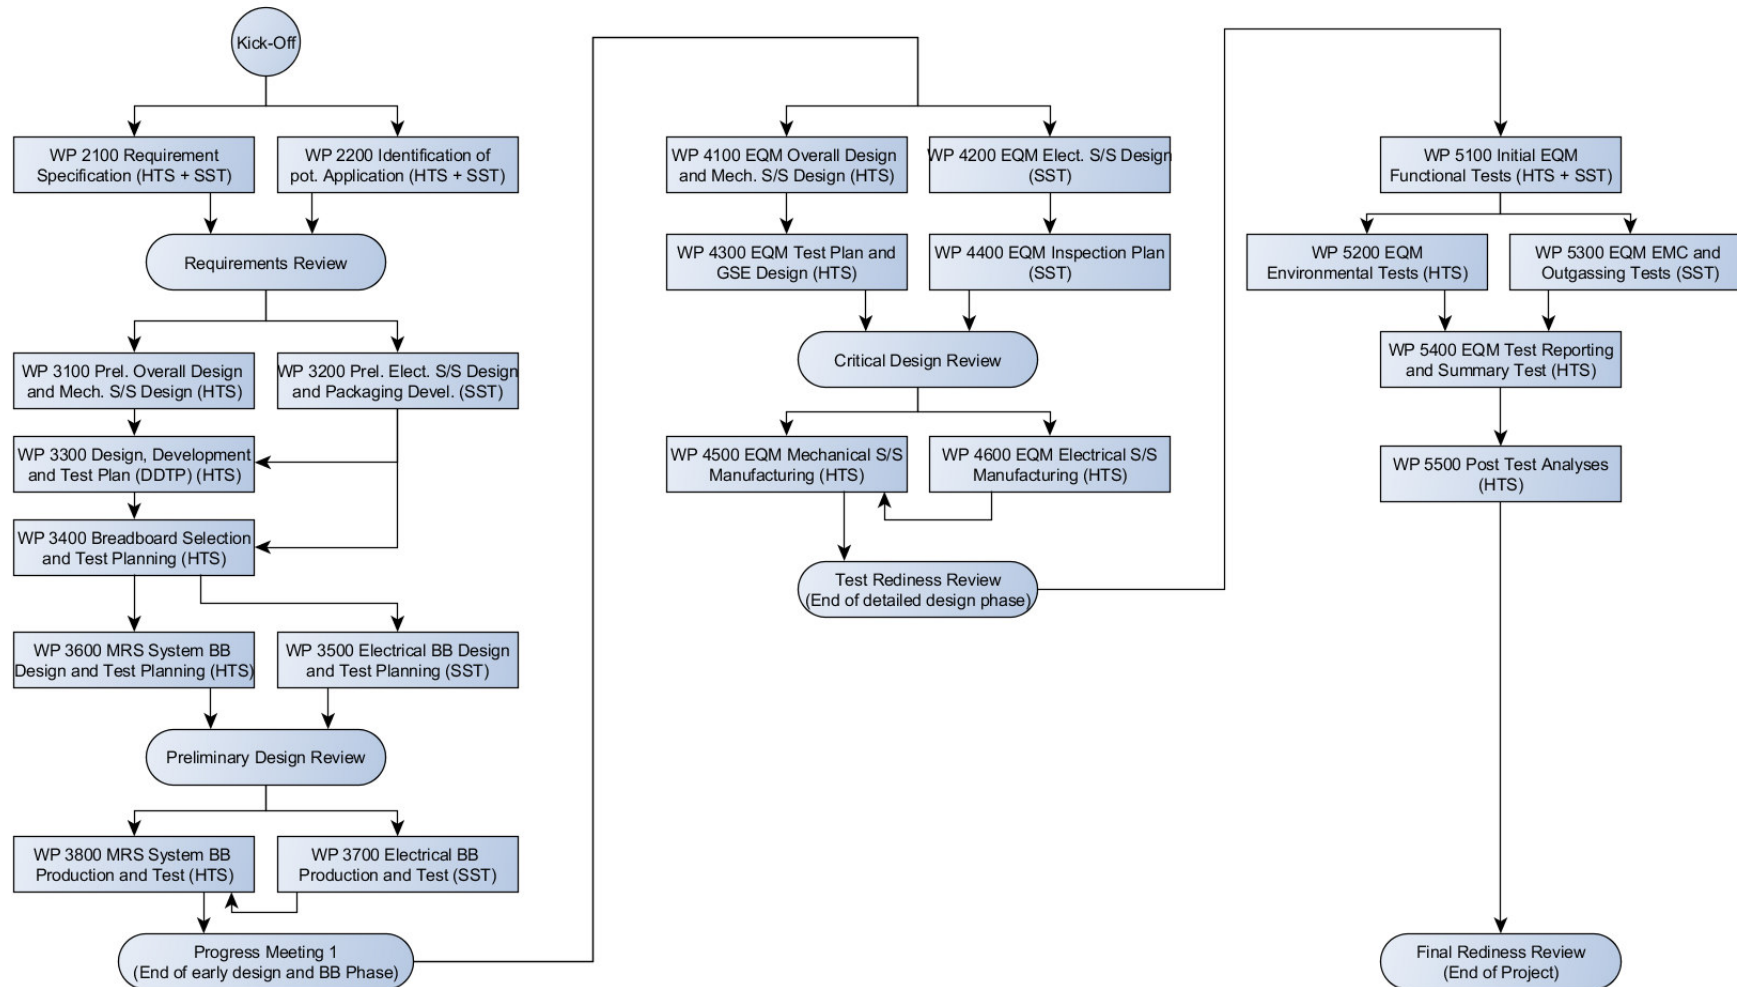 Kick-Off
WP 2100 Requirement
Specification (HTS + SST)
WP 2200 Identification of
pot. Application (HTS + SST)
Requirements Review
WP 3100 Prel. Overall Design
and Mech. S/S Design (HTS)
WP 3200 Prel. Elect. S/S Design
and Packaging Devel. (SST)
WP 3300 Design, Development
and Test Plan (DDTP) (HTS)
WP 3400 Breadboard Selection
and Test Planning (HTS)
WP 3600 MRS System BB
Design and Test Planning (HTS)
WP 3500 Electrical BB Design
and Test Planning (SST)
Preliminary Design Review
WP 3800 MRS System BB
Production and Test (HTS)
WP 3700 Electrical BB
Production and Test (SST)
Progress Meeting 1
(End of early design and BB Phase)
WP 4100 EQM Overall Design
and Mech. S/S Design (HTS)
WP 4200 EQM Elect. S/S Design
(SST)
WP 4300 EQM Test Plan and
GSE Design (HTS)
WP 4400 EQM Inspection Plan
(SST)
Critical Design Review
WP 4500 EQM Mechanical S/S
Manufacturing (HTS)
WP 4600 EQM Electrical S/S
Manufacturing (HTS)
Test Rediness Review
(End of detailed design phase)
WP 5100 Initial EQM
Functional Tests (HTS + SST)
WP 5200 EQM
Environmental Tests (HTS)
WP 5300 EQM EMC and
Outgassing Tests (SST)
WP 5400 EQM Test Reporting
and Summary Test (HTS)
WP 5500 Post Test Analyses
(HTS)
Final Rediness Review
(End of Project)